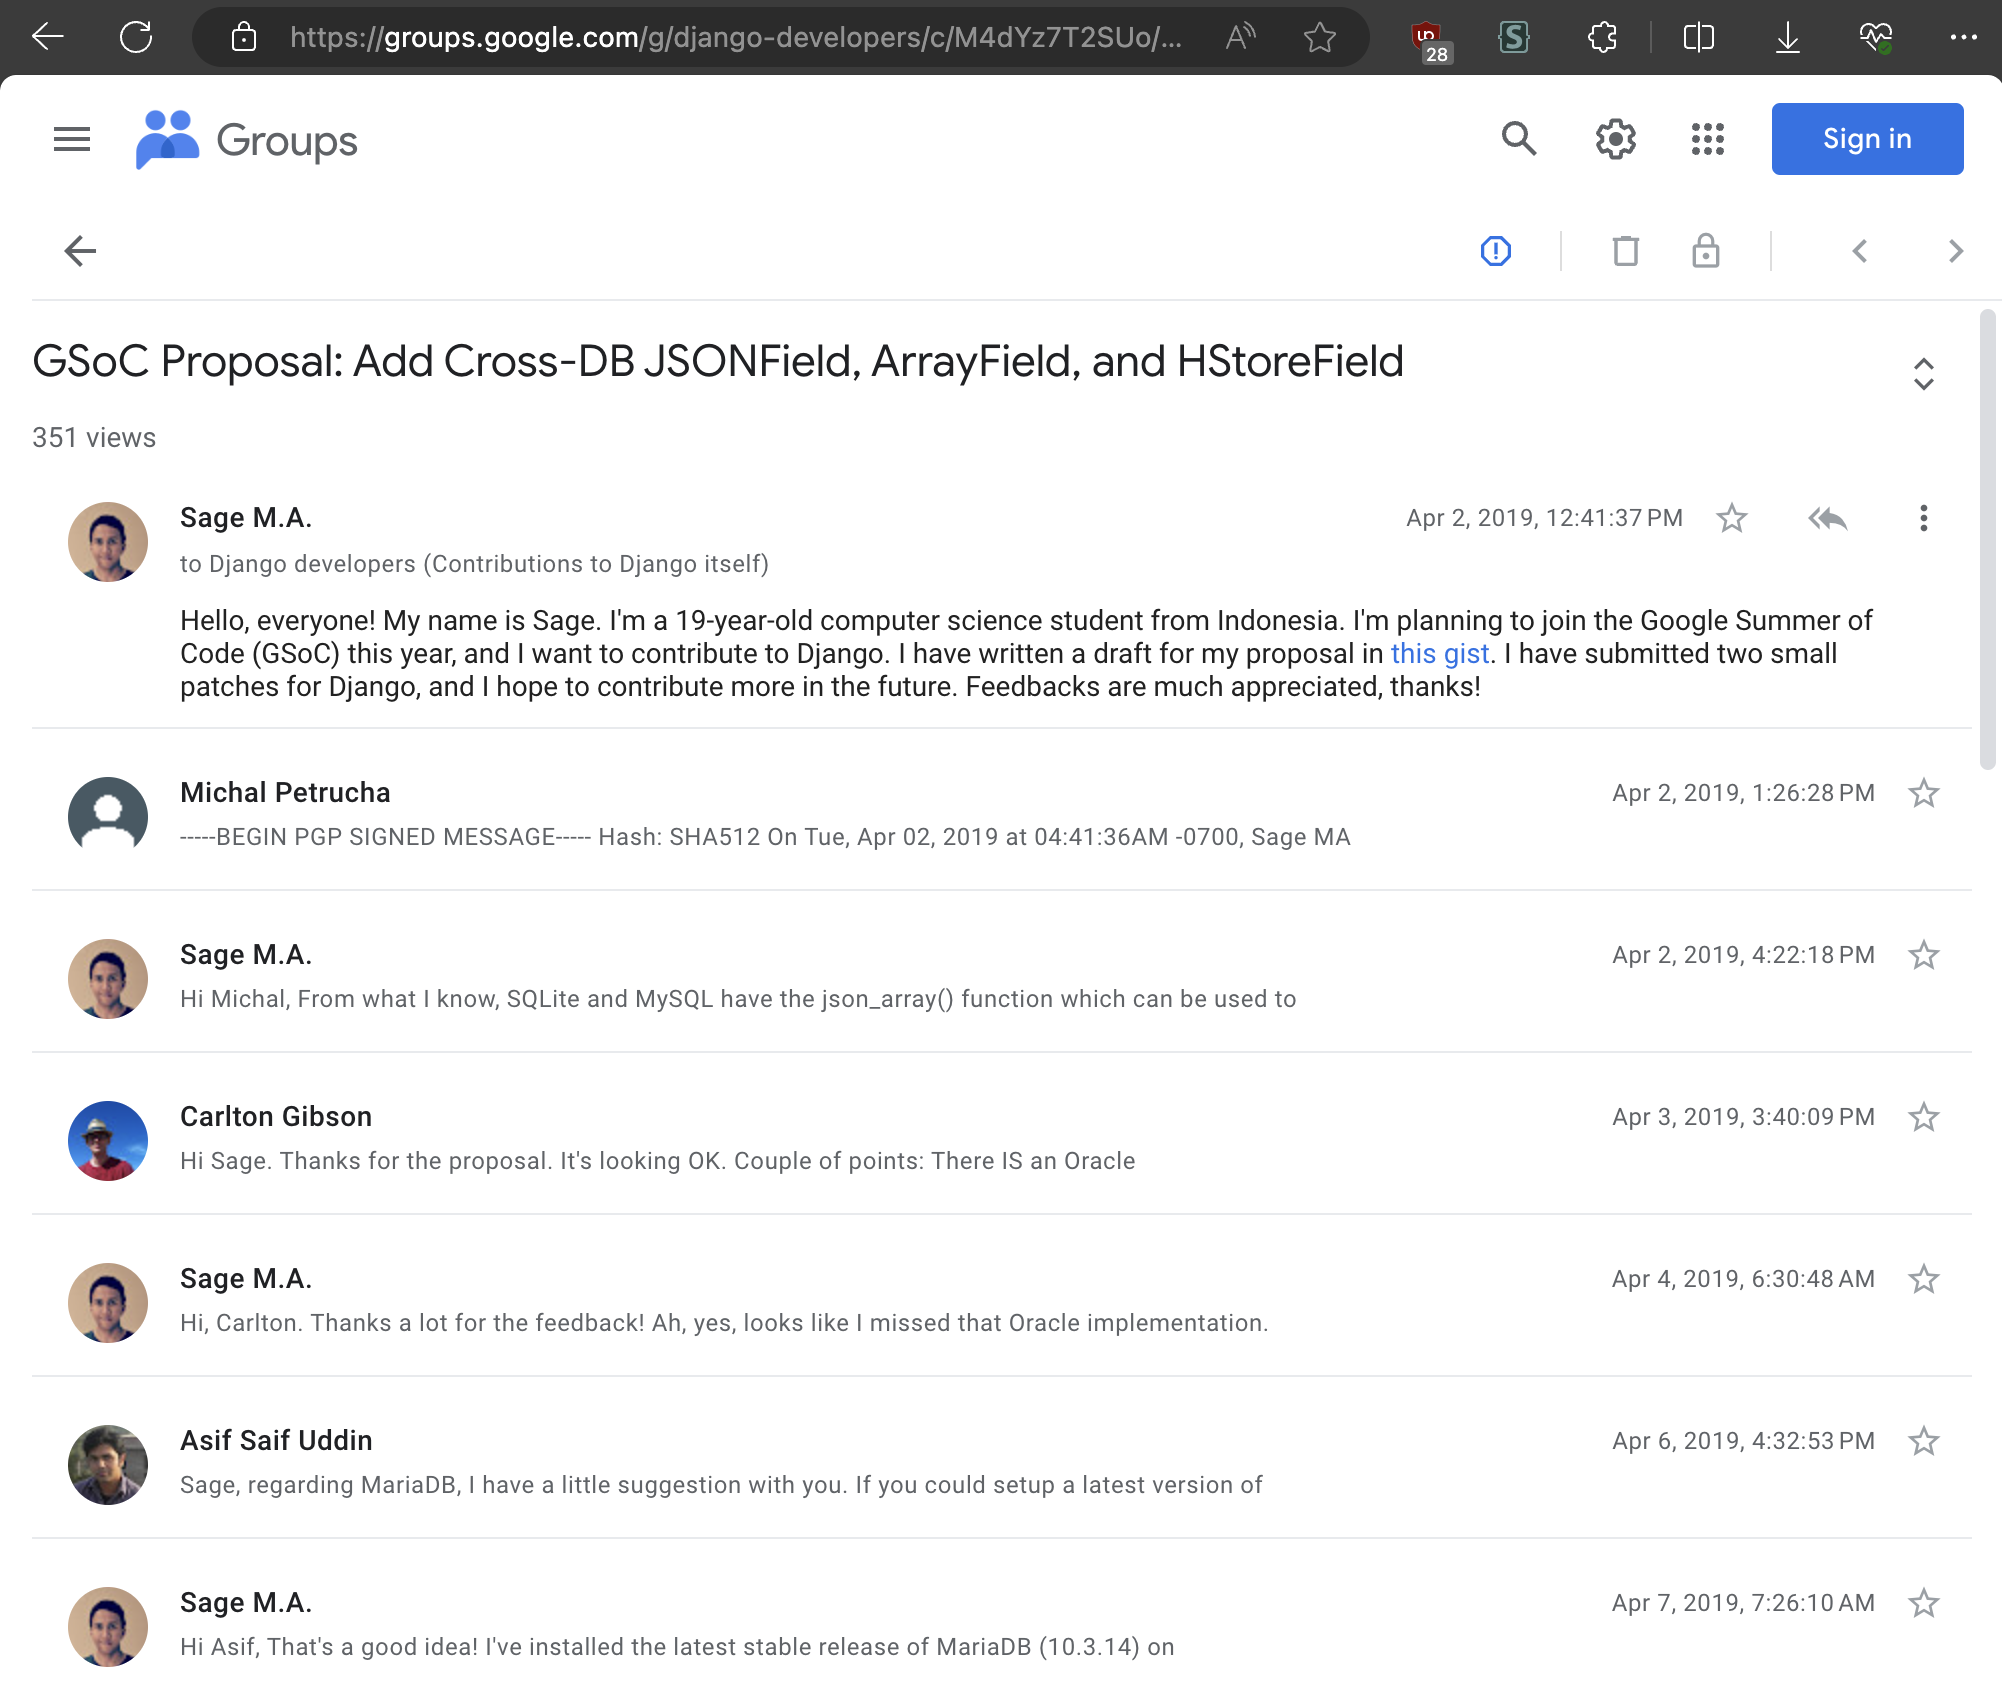 https://groups.google.com/g/django-developers/c/M4dYz7T2SUo/...
28
Groups
Sign in
GSoC Proposal: Add Cross-DB JSONField, ArrayField, and HStoreField
351 views
Sage M.A.
Apr 2, 2019, 12:41:37 PM
to Django developers (Contributions to Django itself)
Hello, everyone! My name is Sage. I'm a 19-year-old computer science student from Indonesia. I'm planning to join the Google Summer of
Code (GSoC) this year, and I want to contribute to Django. I have written a draft for my proposal in this gist. I have submitted two small
patches for Django, and I hope to contribute more in the future. Feedbacks are much appreciated, thanks!
Michal Petrucha
Apr 2, 2019, 1:26:28 PM
-----BEGIN PGP SIGNED MESSAGE----- Hash: SHA512 On Tue, Apr 02, 2019 at 04:41:36AM -0700, Sage MA
Sage M.A.
Apr 2, 2019, 4:22:18 PM
Hi Michal, From what I know, SQLite and MySQL have the json_array() function which can be used to
Carlton Gibson
Apr 3, 2019, 3:40:09 PM
Hi Sage. Thanks for the proposal. It's looking OK. Couple of points: There IS an Oracle
Sage M.A.
Apr 4, 2019, 6:30:48 AM
Hi, Carlton. Thanks a lot for the feedback! Ah, yes, looks like I missed that Oracle implementation.
Asif Saif Uddin
Apr 6, 2019, 4:32:53 PM
Sage, regarding MariaDB, I have a little suggestion with you. If you could setup a latest version of
Sage M.A.
Apr 7, 2019, 7:26:10 AM
Hi Asif, That's a good idea! I've installed the latest stable release of MariaDB (10.3.14) on